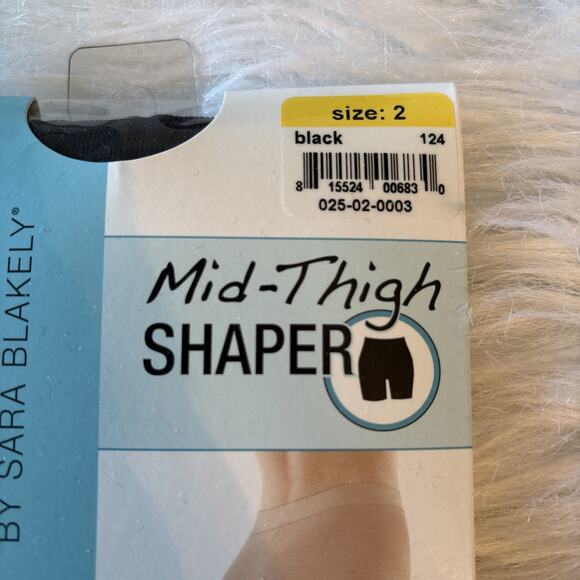 size: 2
black 124
8 15524 00683 0
025-02-0003
Mid-Thigh
SHAPER
BY SARA BLAKELY®